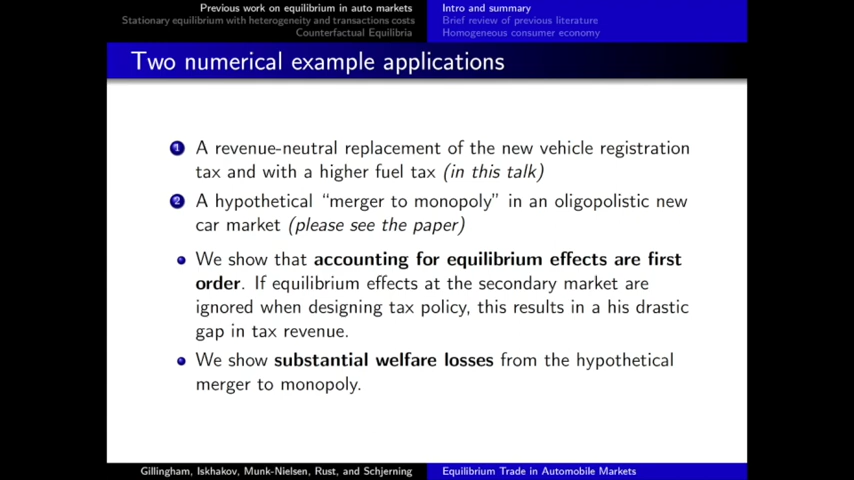 Previous work on equilibrium in auto markets
Stationary equilibrium with heterogeneity and transactions costs
Counterfactual Equilibria
Intro and summary
Brief review of previous literature
Homogeneous consumer economy
Two numerical example applications
1 A revenue-neutral replacement of the new vehicle registration
tax and with a higher fuel tax (in this talk)
2 A hypothetical “merger to monopoly” in an oligopolistic new
car market (please see the paper)
We show that accounting for equilibrium effects are first
order. If equilibrium effects at the secondary market are
ignored when designing tax policy, this results in a his drastic
gap in tax revenue.
We show substantial welfare losses from the hypothetical
merger to monopoly.
Gillingham, Iskhakov, Munk-Nielsen, Rust, and Schjerning
Equilibrium Trade in Automobile Markets